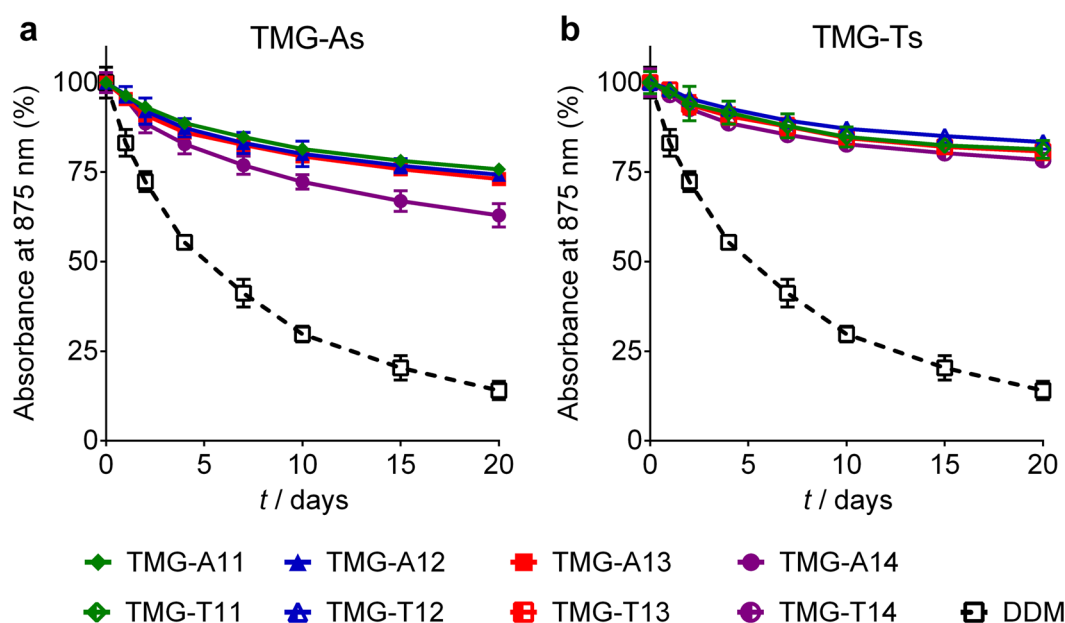 a TMG-As
b TMG-Ts
Absorbance at 875 nm (%)
100
75
50
25
0
0 5 10 15 20
t / days
Absorbance at 875 nm (%)
100
75
50
25
0
0 5 10 15 20
t / days
TMG-A11 TMG-A12 TMG-A13 TMG-A14
TMG-T11 TMG-T12 TMG-T13 TMG-T14 DDM